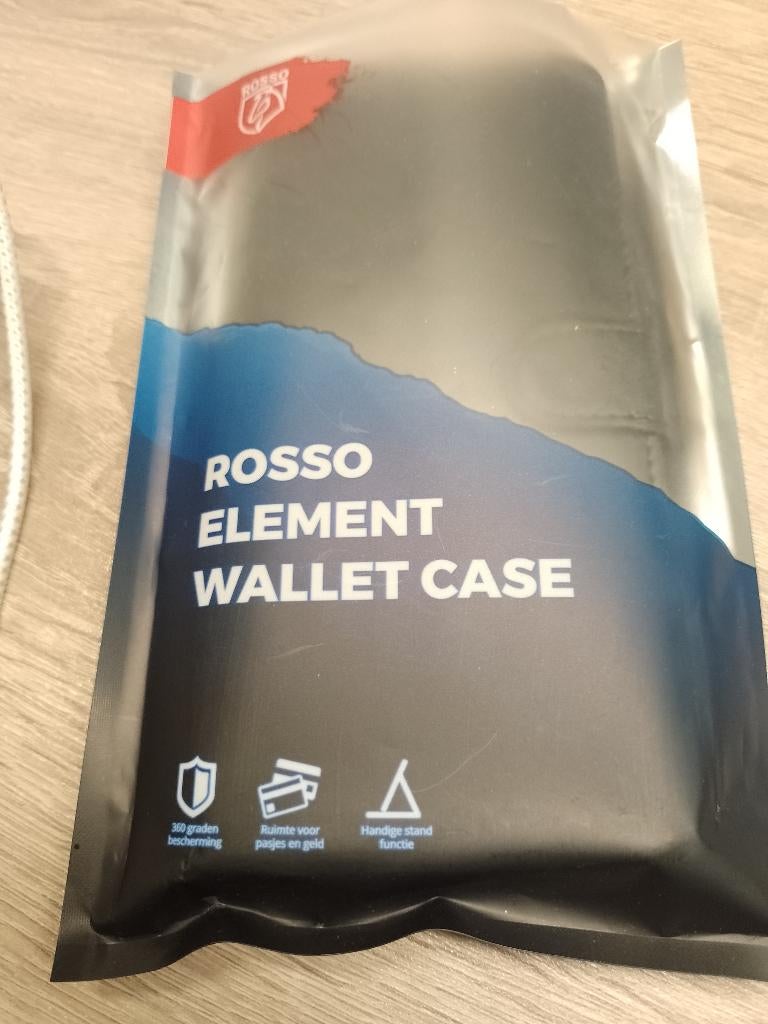 ROSSO
ROSSO
ELEMENT
WALLET CASE
360 graden
bescherming
Ruimte voor
pasjes en geld
Handige stand
functie